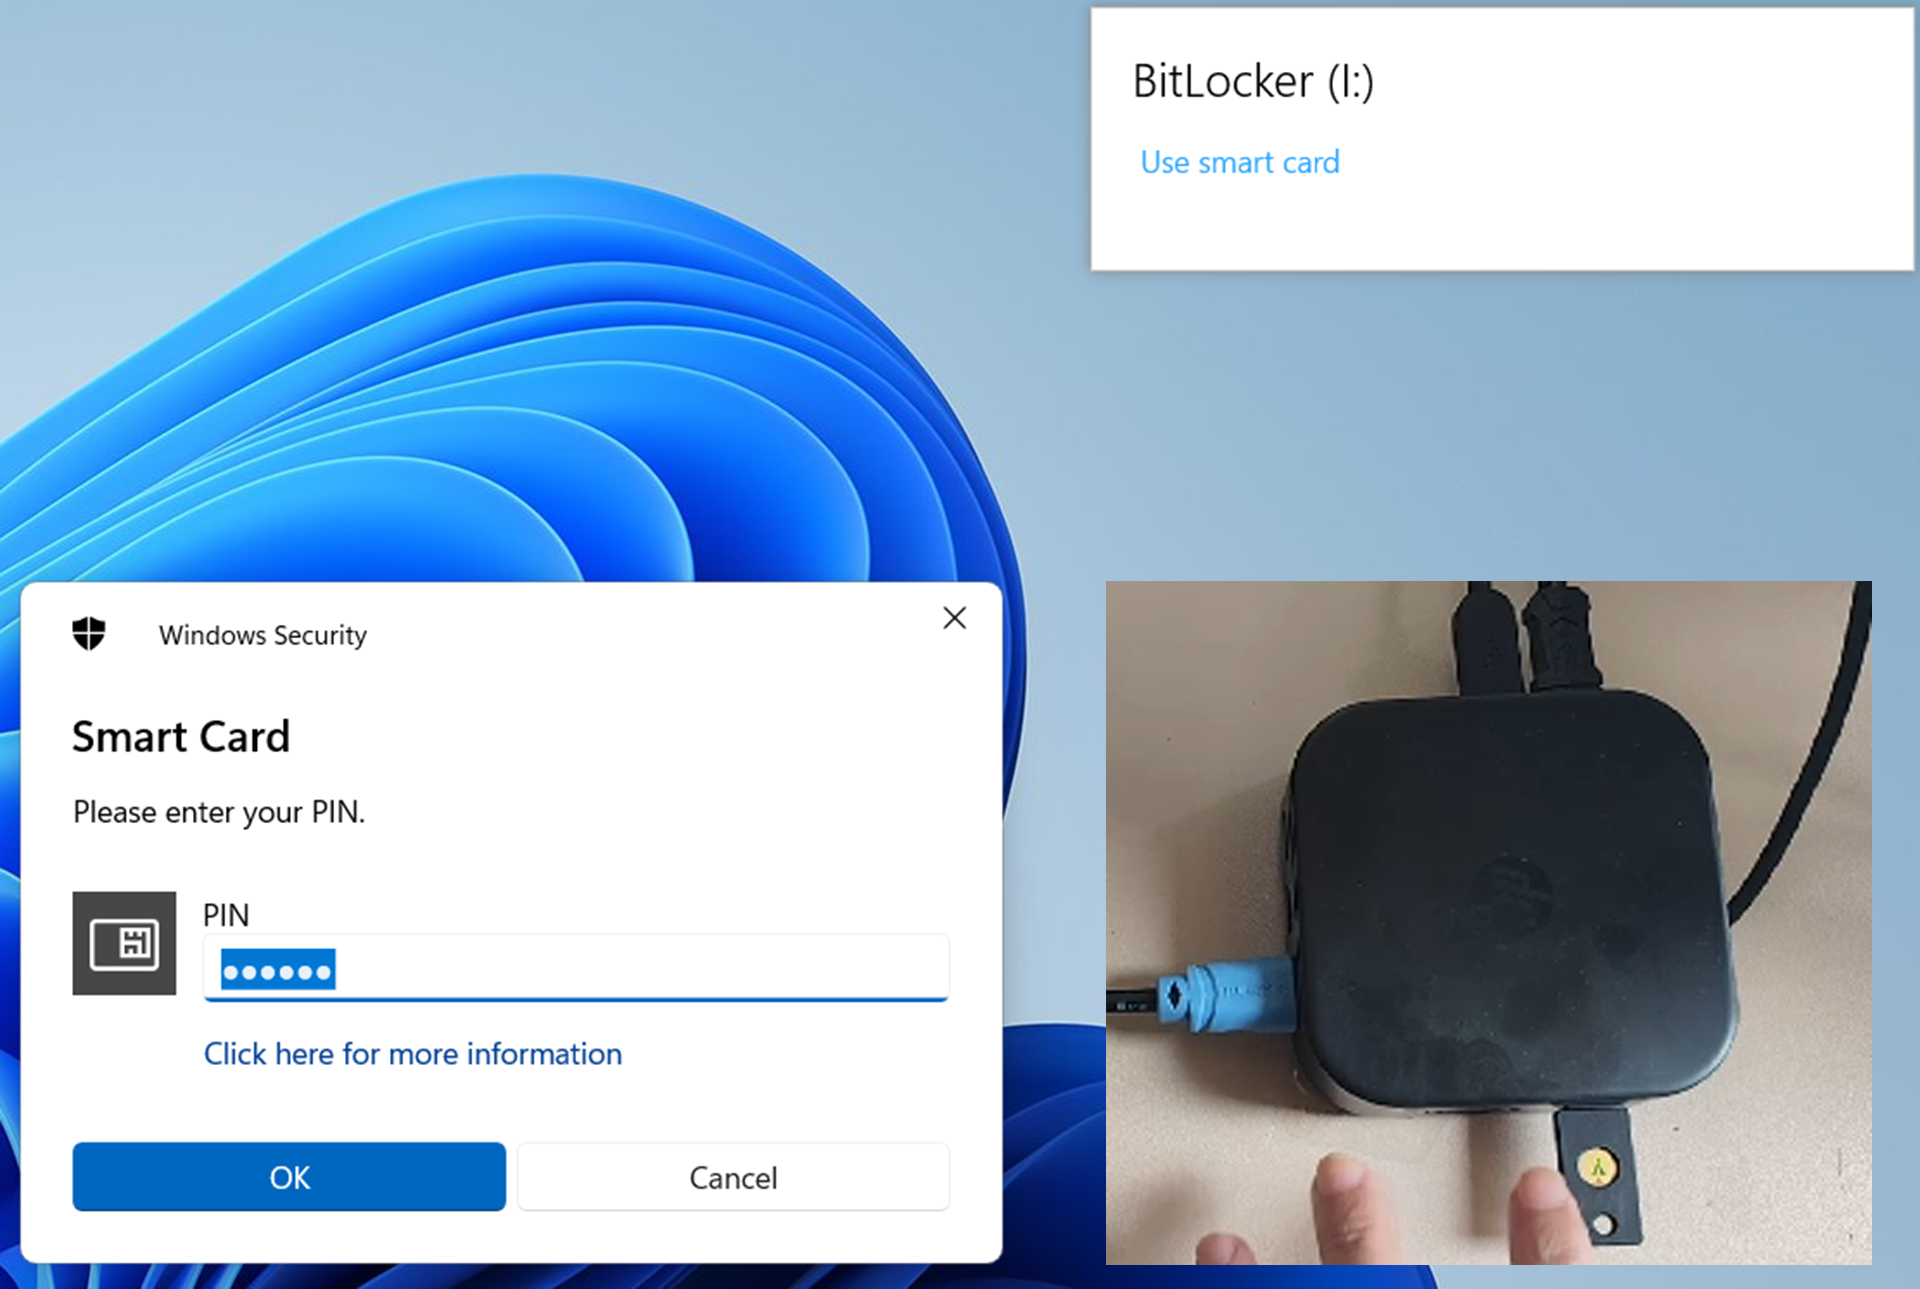 BitLocker (I:)
Use smart card
Windows Security
Smart Card
Please enter your PIN.
PIN
Click here for more information
OK
Cancel